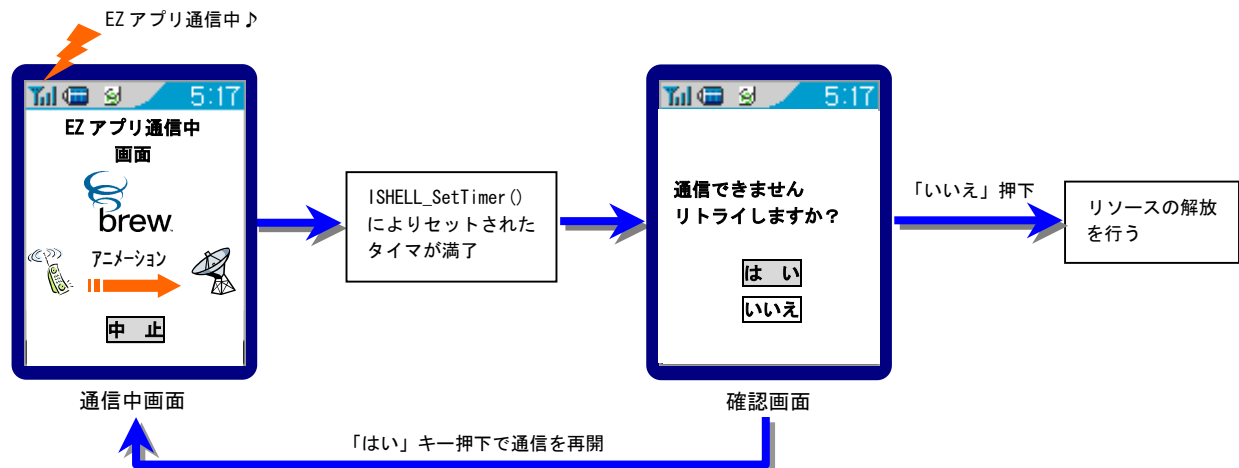 EZ アプリ通信中♪
5:17
EZ アプリ通信中
画面
brew
アニメーション
中 止
通信中画面
ISHELL_SetTimer()
によりセットされた
タイマが満了
5:17
通信できません
リトライしますか？
は い
いいえ
確認画面
「いいえ」押下
リソースの解放
を行う
「はい」キー押下で通信を再開